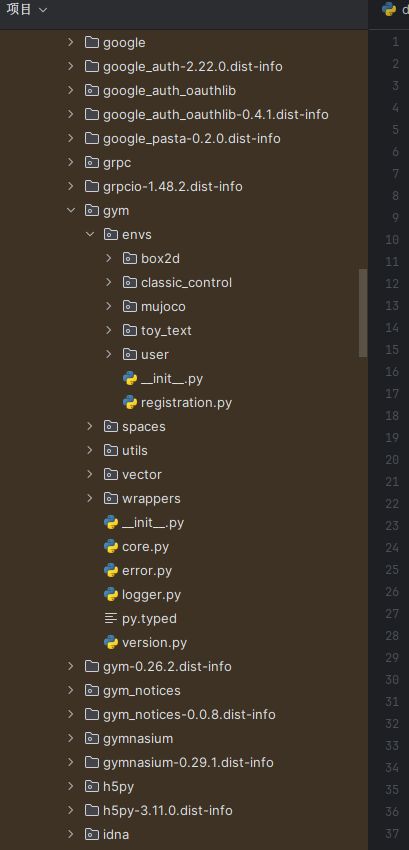 项目
d
google
1
google_auth-2.22.0.dist-info
2
google_auth_oauthlib
3
google_auth_oauthlib-0.4.1.dist-info
4
google_pasta-0.2.0.dist-info
5
grpc
6
grpcio-1.48.2.dist-info
7
gym
8
9
envs
10
box2d
11
classic_control
12
mujoco
13
toy_text
14
user
15
__init__.py
16
registration.py
17
spaces
18
19
utils
20
vector
21
wrappers
22
__init__.py
23
core.py
24
error.py
25
logger.py
26
py.typed
27
version.py
28
gym-0.26.2.dist-info
29
gym_notices
30
gym_notices-0.0.8.dist-info
31
32
gymnasium
33
gymnasium-0.29.1.dist-info
34
h5py
35
h5py-3.11.0.dist-info
36
idna
37